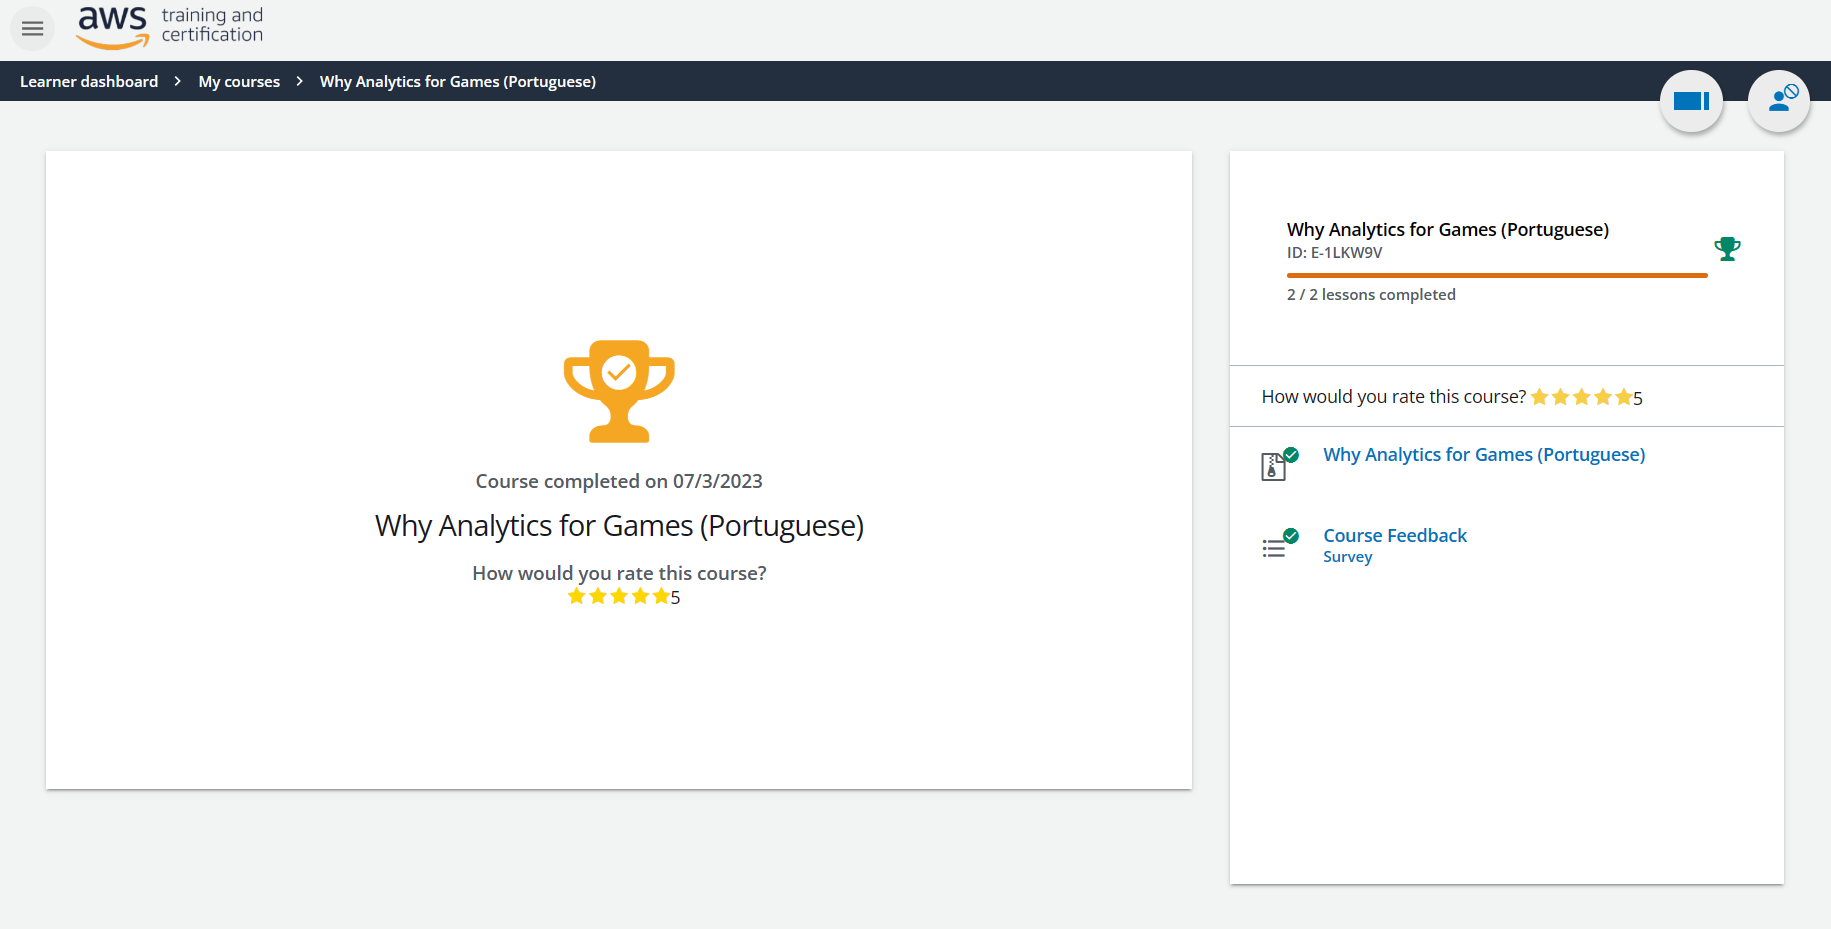 aws training and
certification
Learner dashboard > My courses > Why Analytics for Games (Portuguese)
Course completed on 07/3/2023
Why Analytics for Games (Portuguese)
How would you rate this course?
5
Why Analytics for Games (Portuguese)
ID: E-1LKW9V
2 / 2 lessons completed
How would you rate this course? 5
Why Analytics for Games (Portuguese)
Course Feedback
Survey